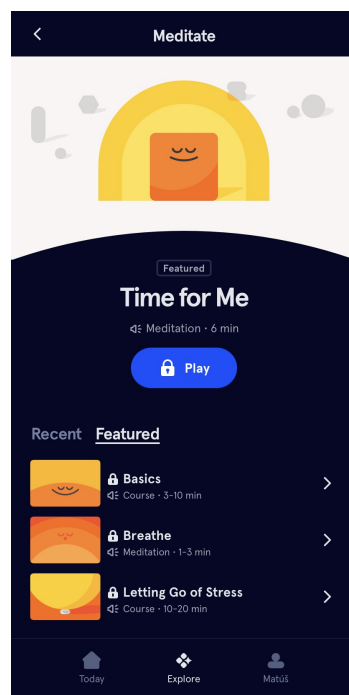 Meditate
Featured
Time for Me
Meditation · 6 min
Play
Recent Featured
Basics
Course · 3-10 min
Breathe
Meditation · 1-3 min
Letting Go of Stress
Course · 10-20 min
Today Explore Matúš